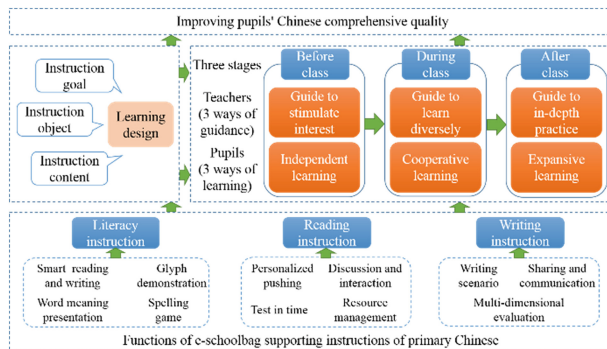 Improving pupils' Chinese comprehensive quality
Instruction
goal
Instruction
object
Instruction
content
Learning
design
Three stages
Before
class
During
class
After
class
Teachers
(3 ways of
guidance)
Guide to
stimulate
interest
Guide to
learn
diversely
Guide to
in-depth
practice
Pupils
(3 ways of
learning)
Independent
learning
Cooperative
learning
Expansive
learning
Literacy
instruction
Reading
instruction
Writing
instruction
Smart reading
and writing
Glyph
demonstration
Word meaning
presentation
Spelling
game
Personalized
pushing
Discussion and
interaction
Test in time
Resource
management
Writing
scenario
Sharing and
communication
Multi-dimensional
evaluation
Functions of e-schoolbag supporting instructions of primary Chinese